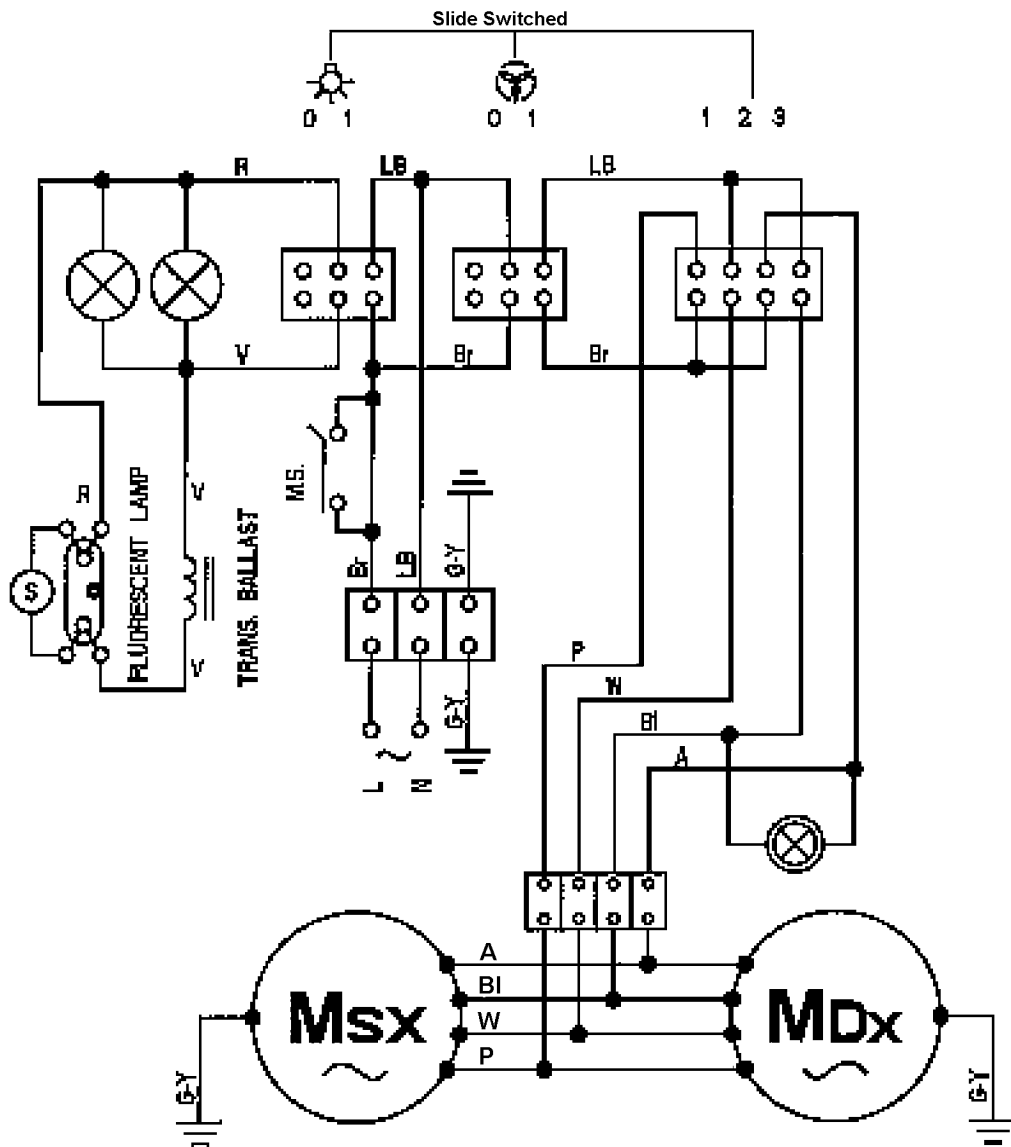 Slide Switched
0 1
0 1
1 2 3
R
LB
LB
V
Br
Br
M.S.
R
V
FLUORESCENT LAMP
TRANS. BALLAST
S
V
Br
LB
G-Y
G-Y
L
~
N
P
W
Bl
A
A
Bl
W
P
MSX
~
MDX
~
G-Y
G-Y